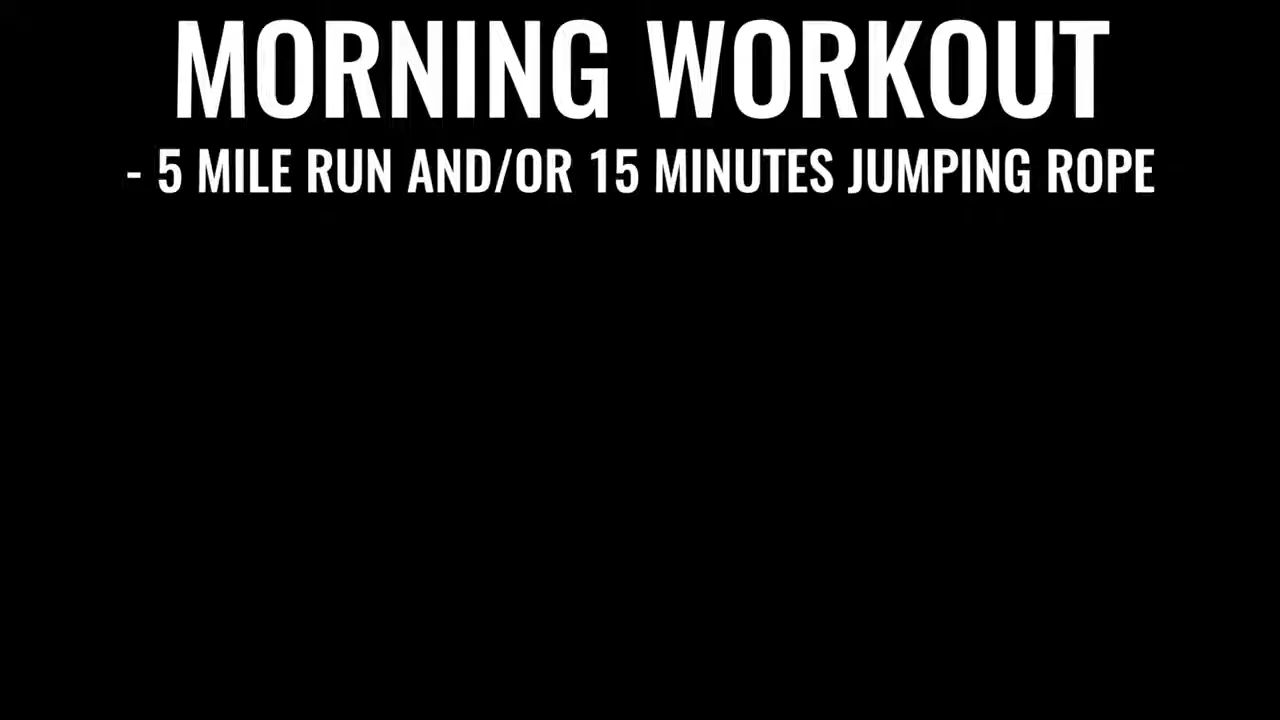 MORNING WORKOUT
- 5 MILE RUN AND/OR 15 MINUTES JUMPING ROPE